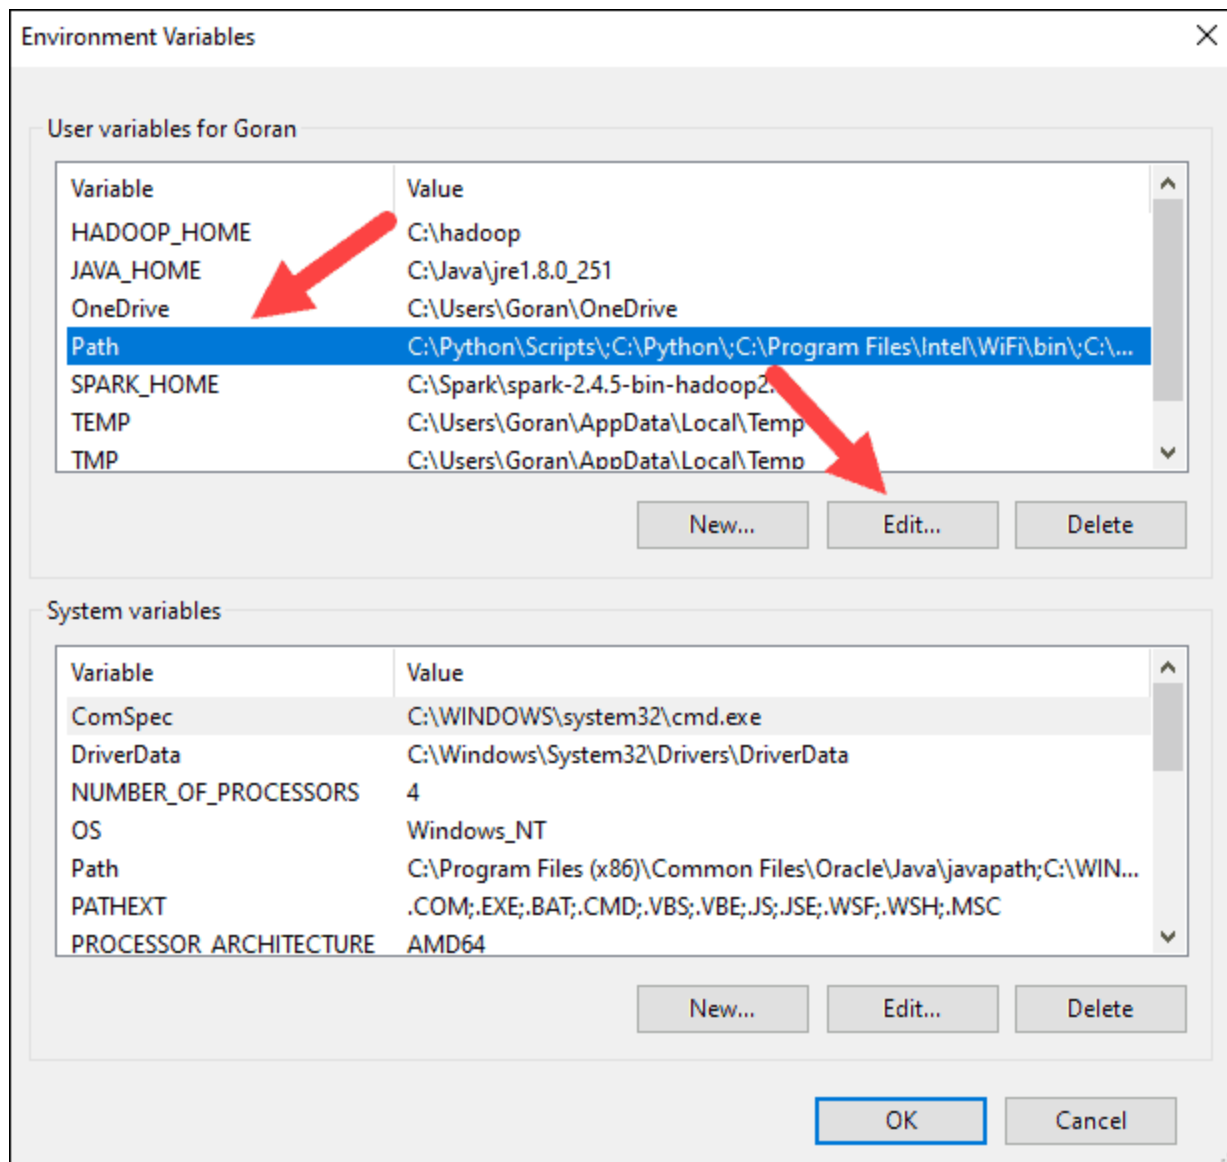 Environment Variables
User variables for Goran
Variable Value
HADOOP_HOME C:\hadoop
JAVA_HOME C:\Java\jre1.8.0_251
OneDrive C:\Users\Goran\OneDrive
Path C:\Python\Scripts\;C:\Python\;C:\Program Files\Intel\WiFi\bin\;C:\...
SPARK_HOME C:\Spark\spark-2.4.5-bin-hadoop2.
TEMP C:\Users\Goran\AppData\Local\Temp
TMP C:\Users\Goran\AppData\Local\Temp
New... Edit... Delete
System variables
Variable Value
ComSpec C:\WINDOWS\system32\cmd.exe
DriverData C:\Windows\System32\Drivers\DriverData
NUMBER_OF_PROCESSORS 4
OS Windows_NT
Path C:\Program Files (x86)\Common Files\Oracle\Java\javapath;C:\WIN...
PATHEXT .COM;.EXE;.BAT;.CMD;.VBS;.VBE;.JS;.JSE;.WSF;.WSH;.MSC
PROCESSOR_ARCHITECTURE AMD64
New... Edit... Delete
OK Cancel